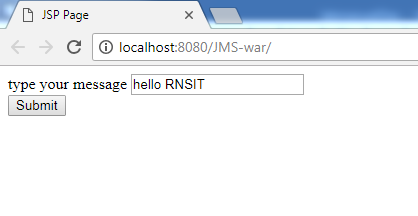 JSP Page
localhost:8080/JMS-war/
type your message hello RNSIT
Submit